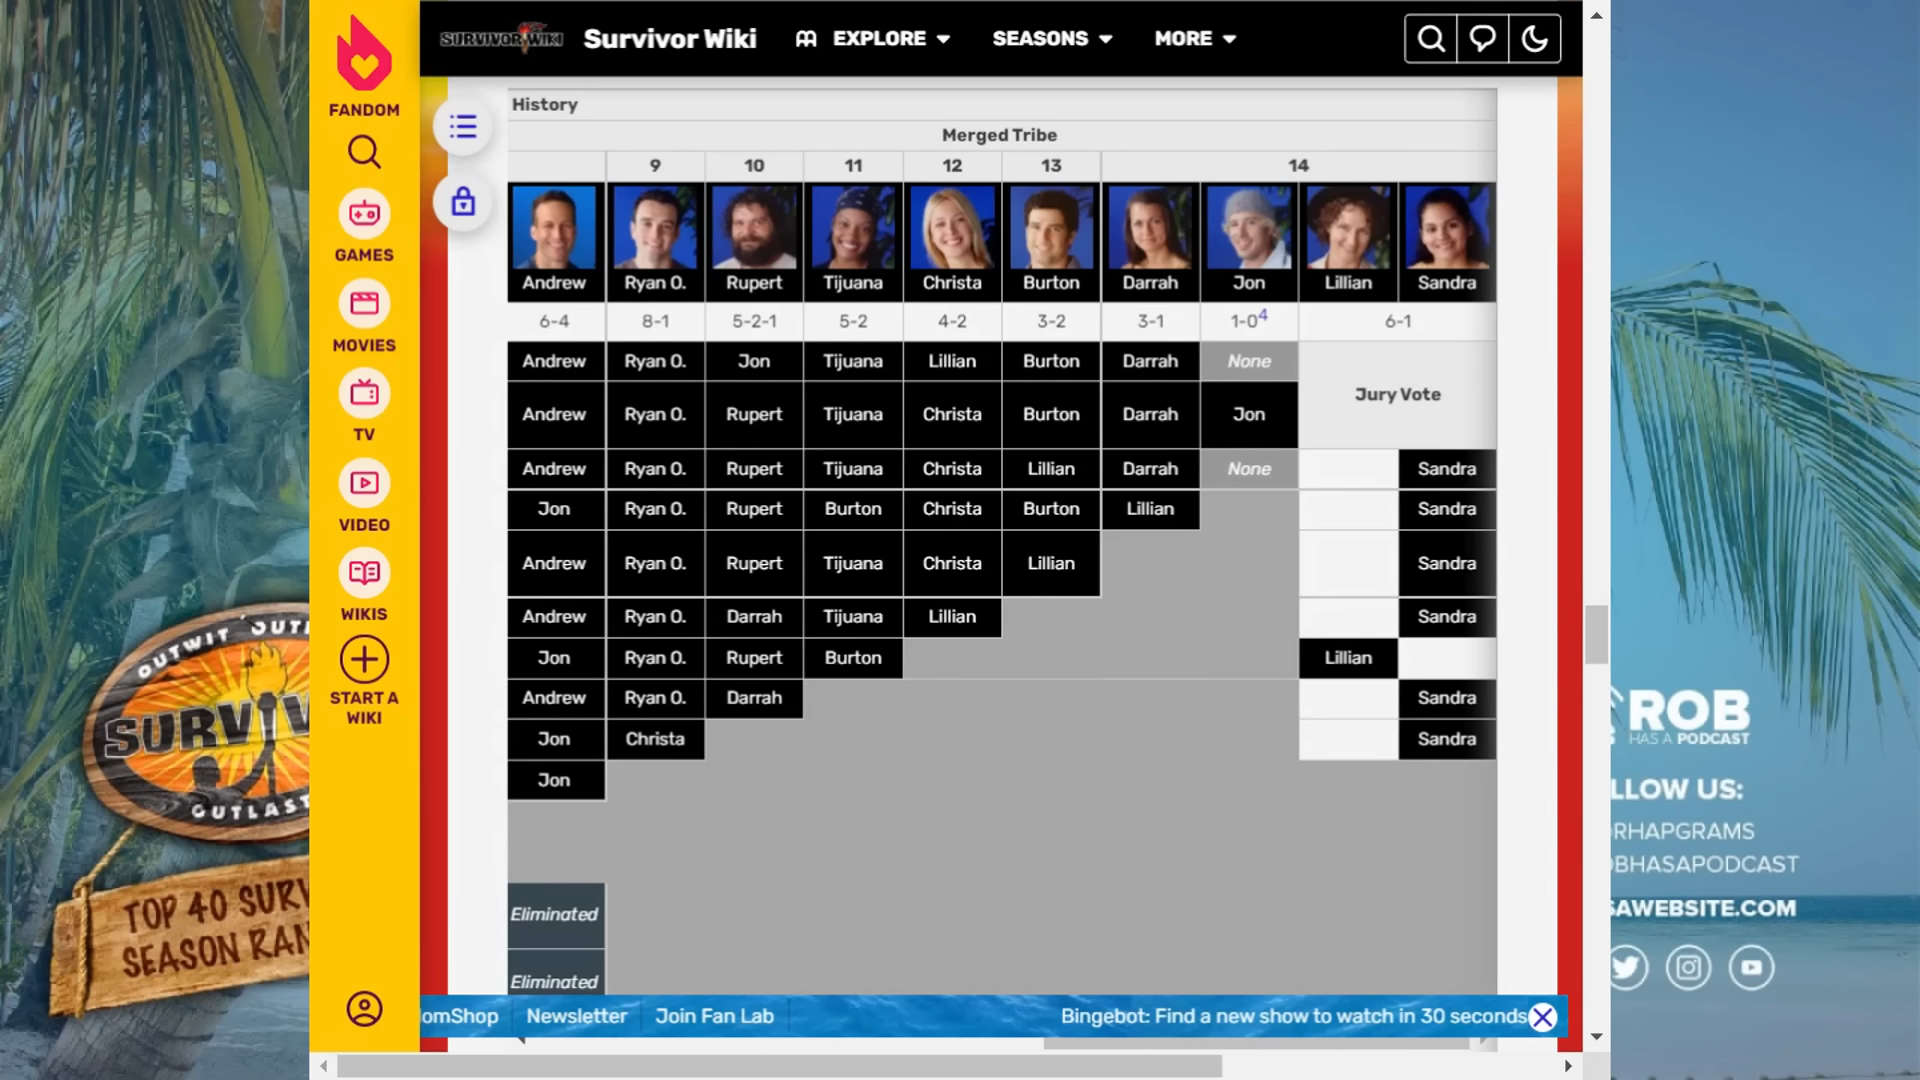 SURVIVOR WIKI
Survivor Wiki
EXPLORE
SEASONS
MORE
FANDOM
GAMES
MOVIES
TV
VIDEO
WIKIS
START A
WIKI
History
Merged Tribe
9 10 11 12 13 14
Andrew Ryan O. Rupert Tijuana Christa Burton Darrah Jon Lillian Sandra
6-4 8-1 5-2-1 5-2 4-2 3-2 3-1 1-0⁴ 6-1
Andrew Ryan O. Jon Tijuana Lillian Burton Darrah None
Jury Vote
Andrew Ryan O. Rupert Tijuana Christa Burton Darrah Jon
Andrew Ryan O. Rupert Tijuana Christa Lillian Darrah None Sandra
Jon Ryan O. Rupert Burton Christa Burton Lillian Sandra
Andrew Ryan O. Rupert Tijuana Christa Lillian Sandra
Andrew Ryan O. Darrah Tijuana Lillian Sandra
Jon Ryan O. Rupert Burton Lillian
Andrew Ryan O. Darrah Sandra
Jon Christa Sandra
Jon
Eliminated
Eliminated
omShop
Newsletter
Join Fan Lab
Bingebot: Find a new show to watch in 30 seconds
OUTWIT OUT
SURVIV
OUTLAST
TOP 40 SURV
SEASON RAN
ROB
HAS A PODCAST
LLOW US:
RHAPGRAMS
OBHASAPODCAST
SAWEBSITE.COM